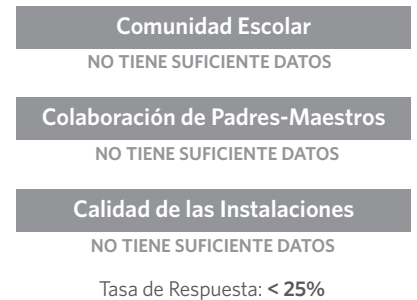 Comunidad Escolar
NO TIENE SUFICIENTE DATOS
Colaboración de Padres-Maestros
NO TIENE SUFICIENTE DATOS
Calidad de las Instalaciones
NO TIENE SUFICIENTE DATOS
Tasa de Respuesta: < 25%